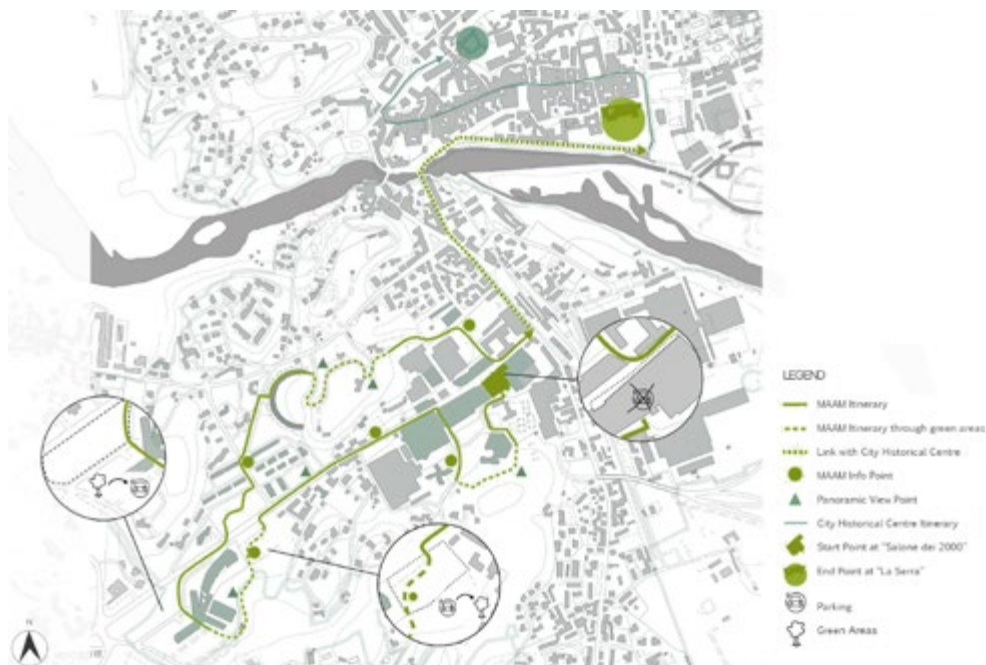 LEGEND
MAAM Itinerary
MAAM Itinerary through green areas
Link with City Historical Centre
MAAM Info Point
Panoramic View Point
City Historical Centre Itinerary
Start Point at "Salone dei 2000"
End Point at "La Serra"
Parking
Green Areas
N